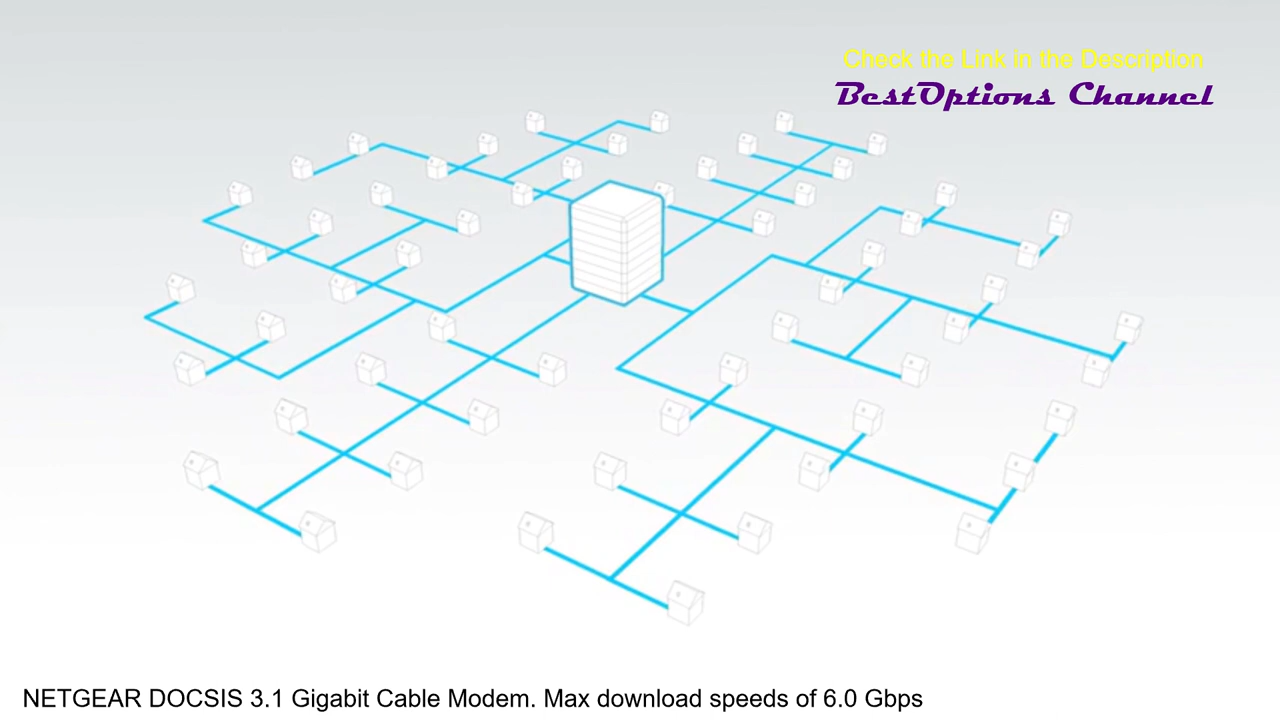 Check the Link in the Description
BestOptions Channel
NETGEAR DOCSIS 3.1 Gigabit Cable Modem. Max download speeds of 6.0 Gbps